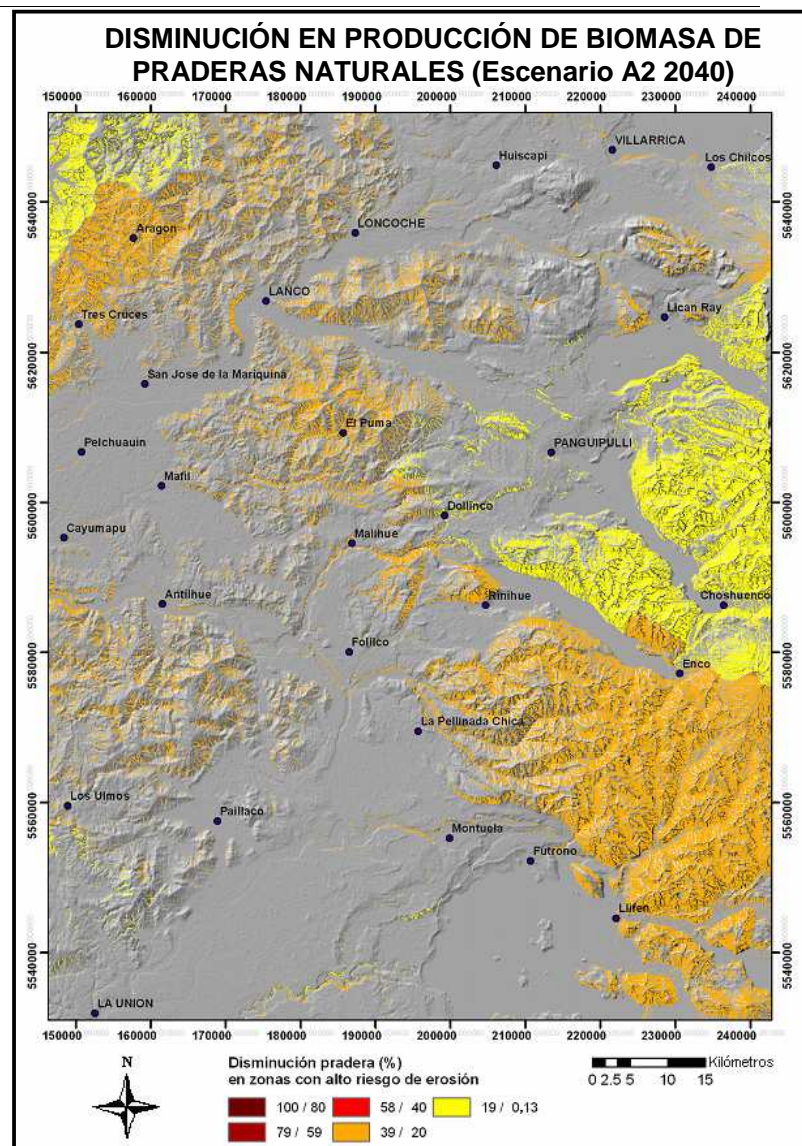 DISMINUCIÓN EN PRODUCCIÓN DE BIOMASA DE
PRADERAS NATURALES (Escenario A2 2040)
150000 160000 170000 180000 190000 200000 210000 220000 230000 240000
VILLARRICA
Huiscapi
Los Chilcos
5640000 5640000
Aragon
LONCOCHE
LANCO
Lican Ray
Tres Cruces
5620000 5620000
San Jose de la Mariquina
El Puma
Pelchuauin
PANGUIPULLI
Mafil
5600000 5600000
Dollinco
Cayumapu
Malihue
Antilhue
Rinihue
Choshuenco
Folilco
5580000 5580000
Enco
La Pellinada Chica
Los Ulmos
5560000 5560000
Paillaco
Montuela
Futrono
Llifen
5540000 5540000
LA UNION
150000 160000 170000 180000 190000 200000 210000 220000 230000 240000
N
Disminución pradera (%)
en zonas con alto riesgo de erosión
Kilómetros
0 2.5 5 10 15
100 / 80 58 / 40 19 / 0,13
79 / 59 39 / 20